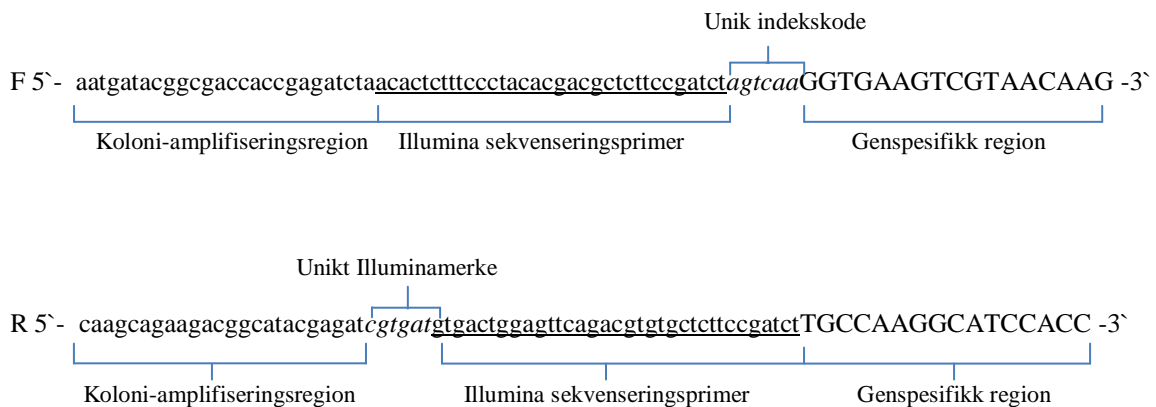 Unik indekskode
F 5`- aatgatacggcgaccaccgagatctaacactctttccctacacgacgctcttccgatctagtcaaGGTGAAGTCGTAACAAG -3`
Koloni-amplifiseringsregion Illumina sekvenseringsprimer Genspesifikk region
Unikt Illuminamerke
R 5`- caagcagaagacggcatacgagatcgtgatgtgactggagttcagacgtgtgctcttccgatctTGCCAAGGCATCCACC -3`
Koloni-amplifiseringsregion Illumina sekvenseringsprimer Genspesifikk region